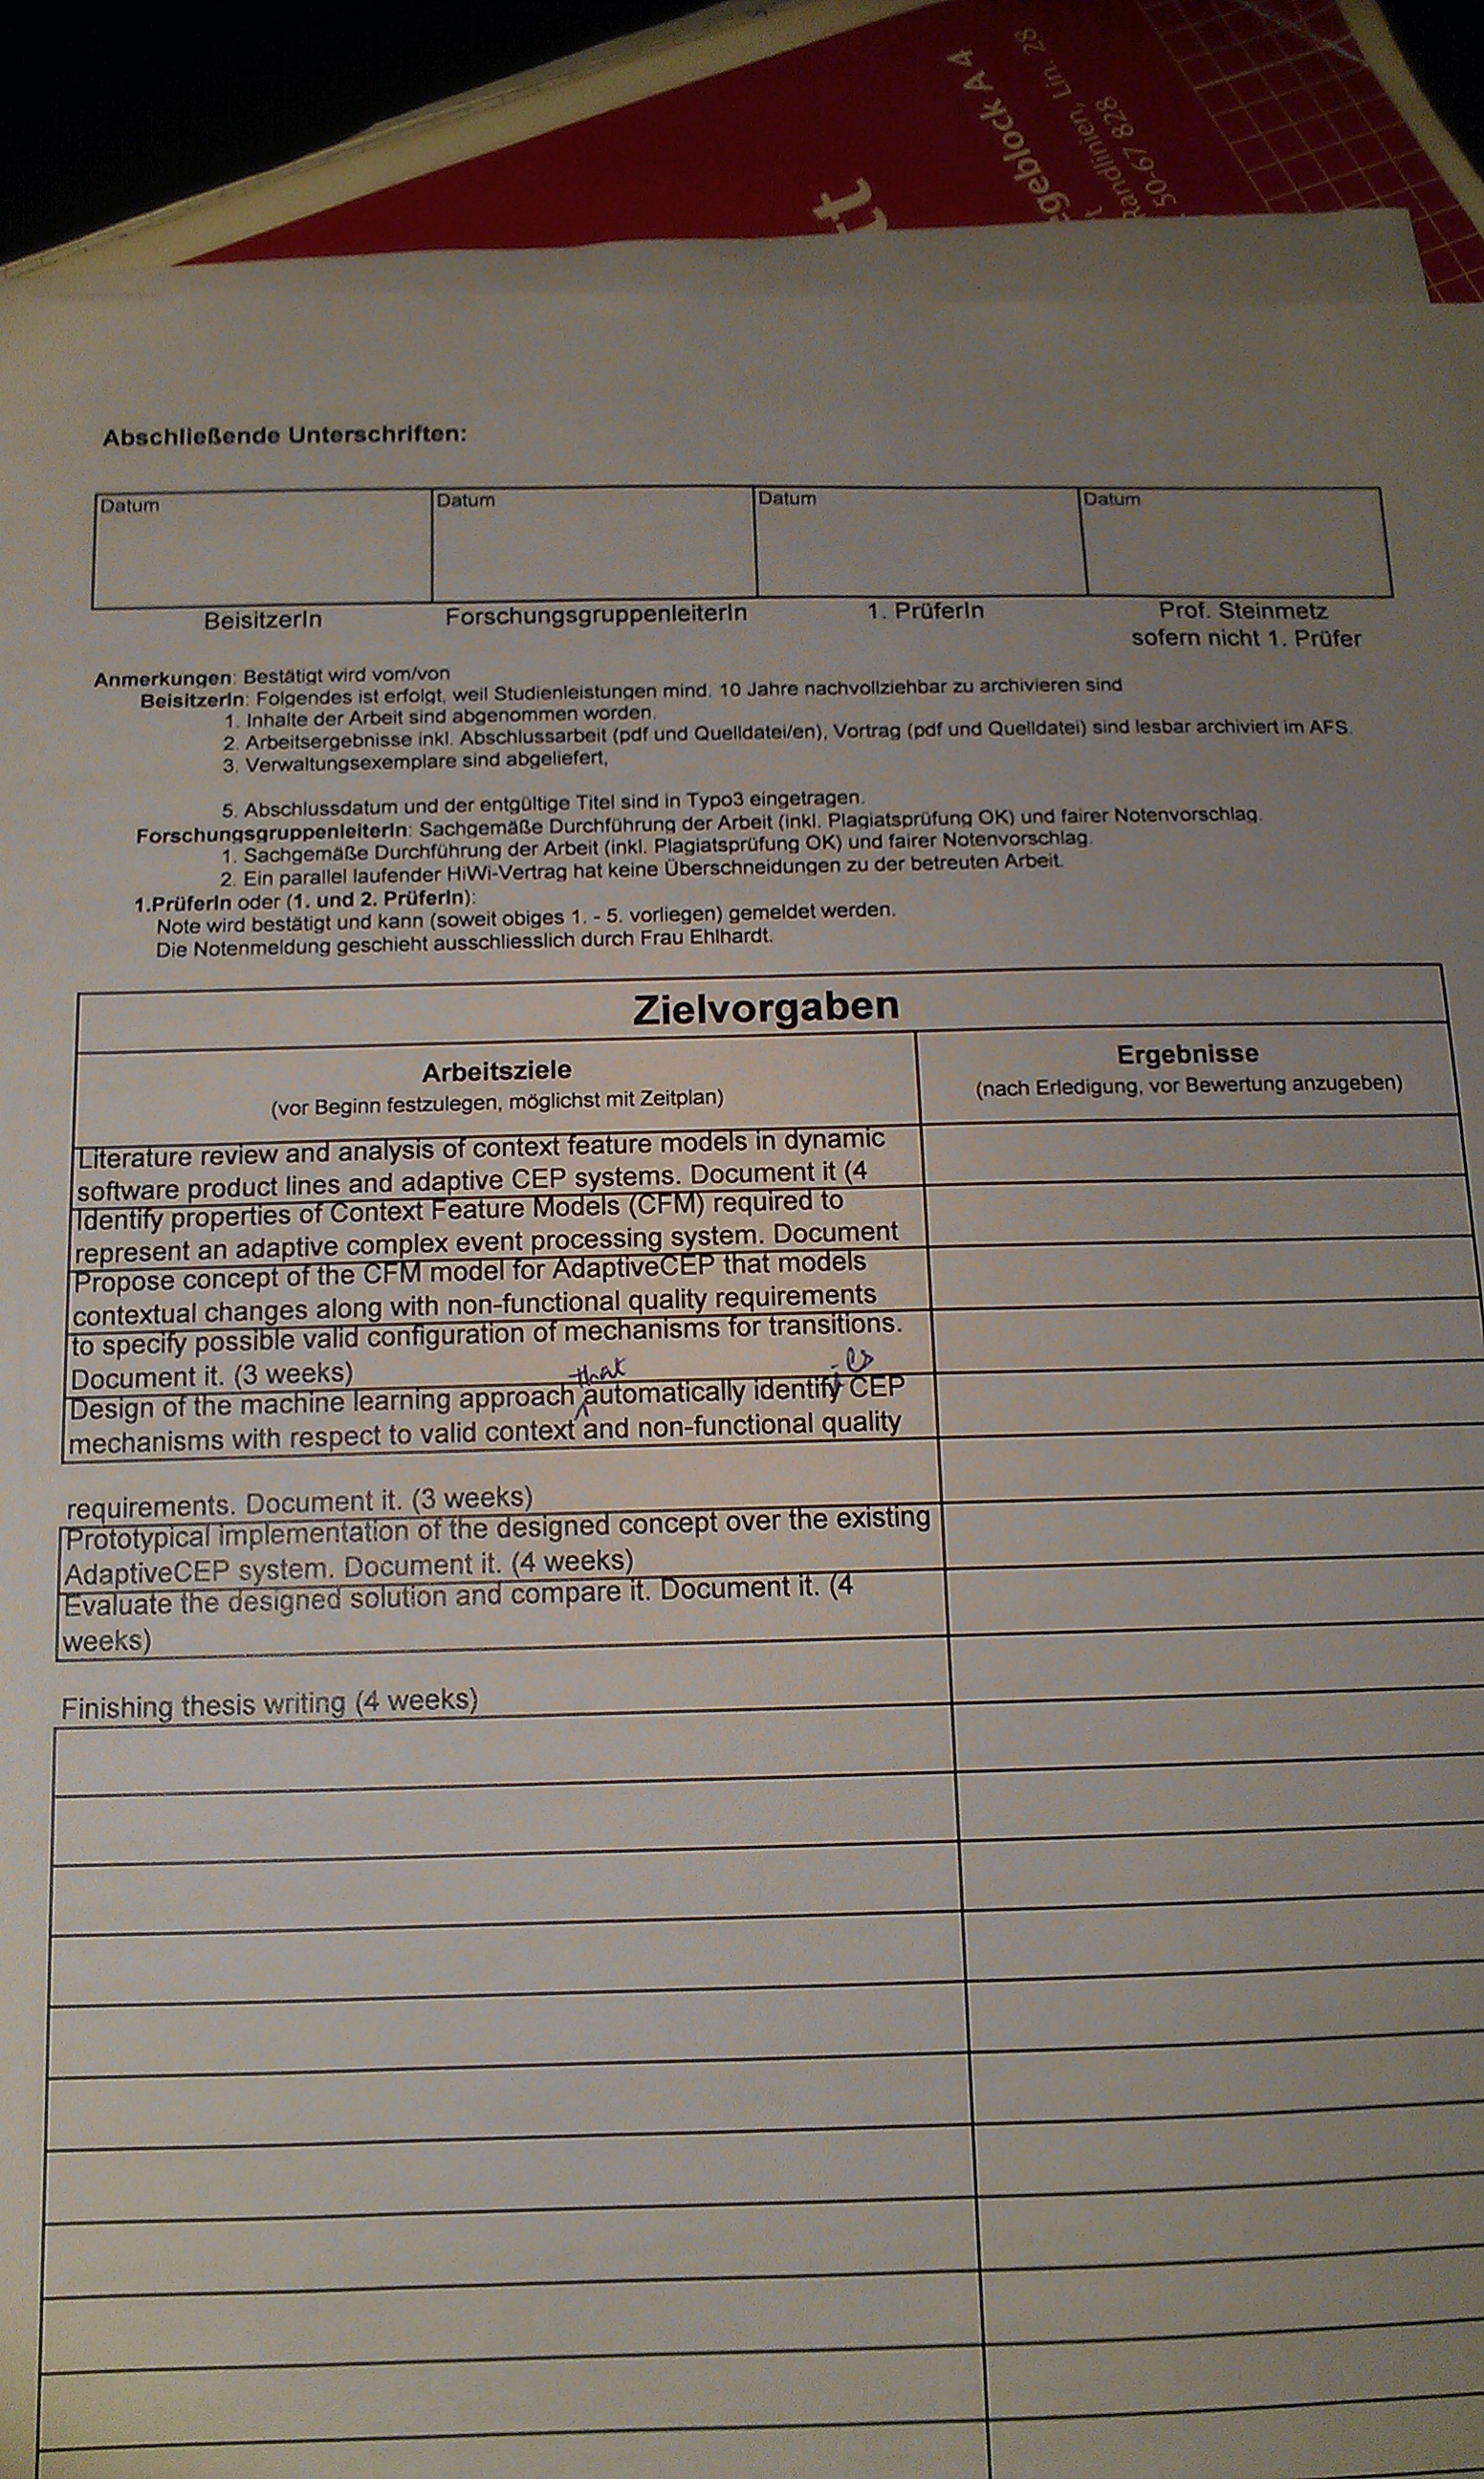 geblock A 4
Randlinien, Lin. 28
50-67 828
Abschließende Unterschriften:
Datum Datum Datum Datum
BeisitzerIn ForschungsgruppenleiterIn 1. PrüferIn Prof. Steinmetz
sofern nicht 1. Prüfer
Anmerkungen: Bestätigt wird vom/von
BeisitzerIn: Folgendes ist erfolgt, weil Studienleistungen mind. 10 Jahre nachvollziehbar zu archivieren sind
1. Inhalte der Arbeit sind abgenommen worden.
2. Arbeitsergebnisse inkl. Abschlussarbeit (pdf und Quelldatei/en), Vortrag (pdf und Quelldatei) sind lesbar archiviert im AFS.
3. Verwaltungsexemplare sind abgeliefert,
5. Abschlussdatum und der entgültige Titel sind in Typo3 eingetragen.
ForschungsgruppenleiterIn: Sachgemäße Durchführung der Arbeit (inkl. Plagiatsprüfung OK) und fairer Notenvorschlag.
1. Sachgemäße Durchführung der Arbeit (inkl. Plagiatsprüfung OK) und fairer Notenvorschlag.
2. Ein parallel laufender HiWi-Vertrag hat keine Überschneidungen zu der betreuten Arbeit.
1.PrüferIn oder (1. und 2. PrüferIn):
Note wird bestätigt und kann (soweit obiges 1. - 5. vorliegen) gemeldet werden.
Die Notenmeldung geschieht ausschliesslich durch Frau Ehlhardt.
Zielvorgaben
Arbeitsziele Ergebnisse
(vor Beginn festzulegen, möglichst mit Zeitplan) (nach Erledigung, vor Bewertung anzugeben)
Literature review and analysis of context feature models in dynamic
software product lines and adaptive CEP systems. Document it (4
Identify properties of Context Feature Models (CFM) required to
represent an adaptive complex event processing system. Document
Propose concept of the CFM model for AdaptiveCEP that models
contextual changes along with non-functional quality requirements
to specify possible valid configuration of mechanisms for transitions.
Document it. (3 weeks)
that -es
Design of the machine learning approach automatically identify CEP
mechanisms with respect to valid context and non-functional quality
requirements. Document it. (3 weeks)
Prototypical implementation of the designed concept over the existing
AdaptiveCEP system. Document it. (4 weeks)
Evaluate the designed solution and compare it. Document it. (4
weeks)
Finishing thesis writing (4 weeks)